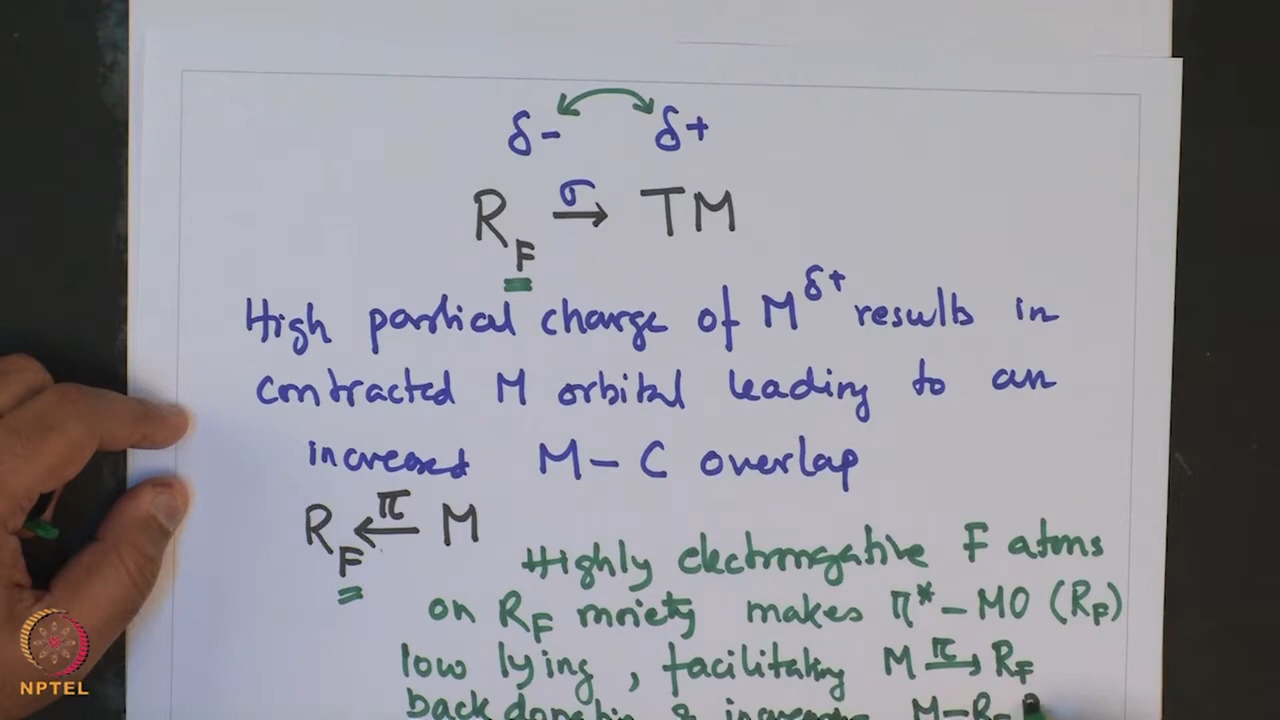 δ- δ+
R_F →σ TM
High partial charge of M^δ+ results in
contracted M orbital leading to an
increased M-C overlap
R_F ←π M
Highly electronegative F atoms
on R_F moiety makes π*-MO (R_F)
low lying, facilitating M →π R_F
M-R-
NPTEL